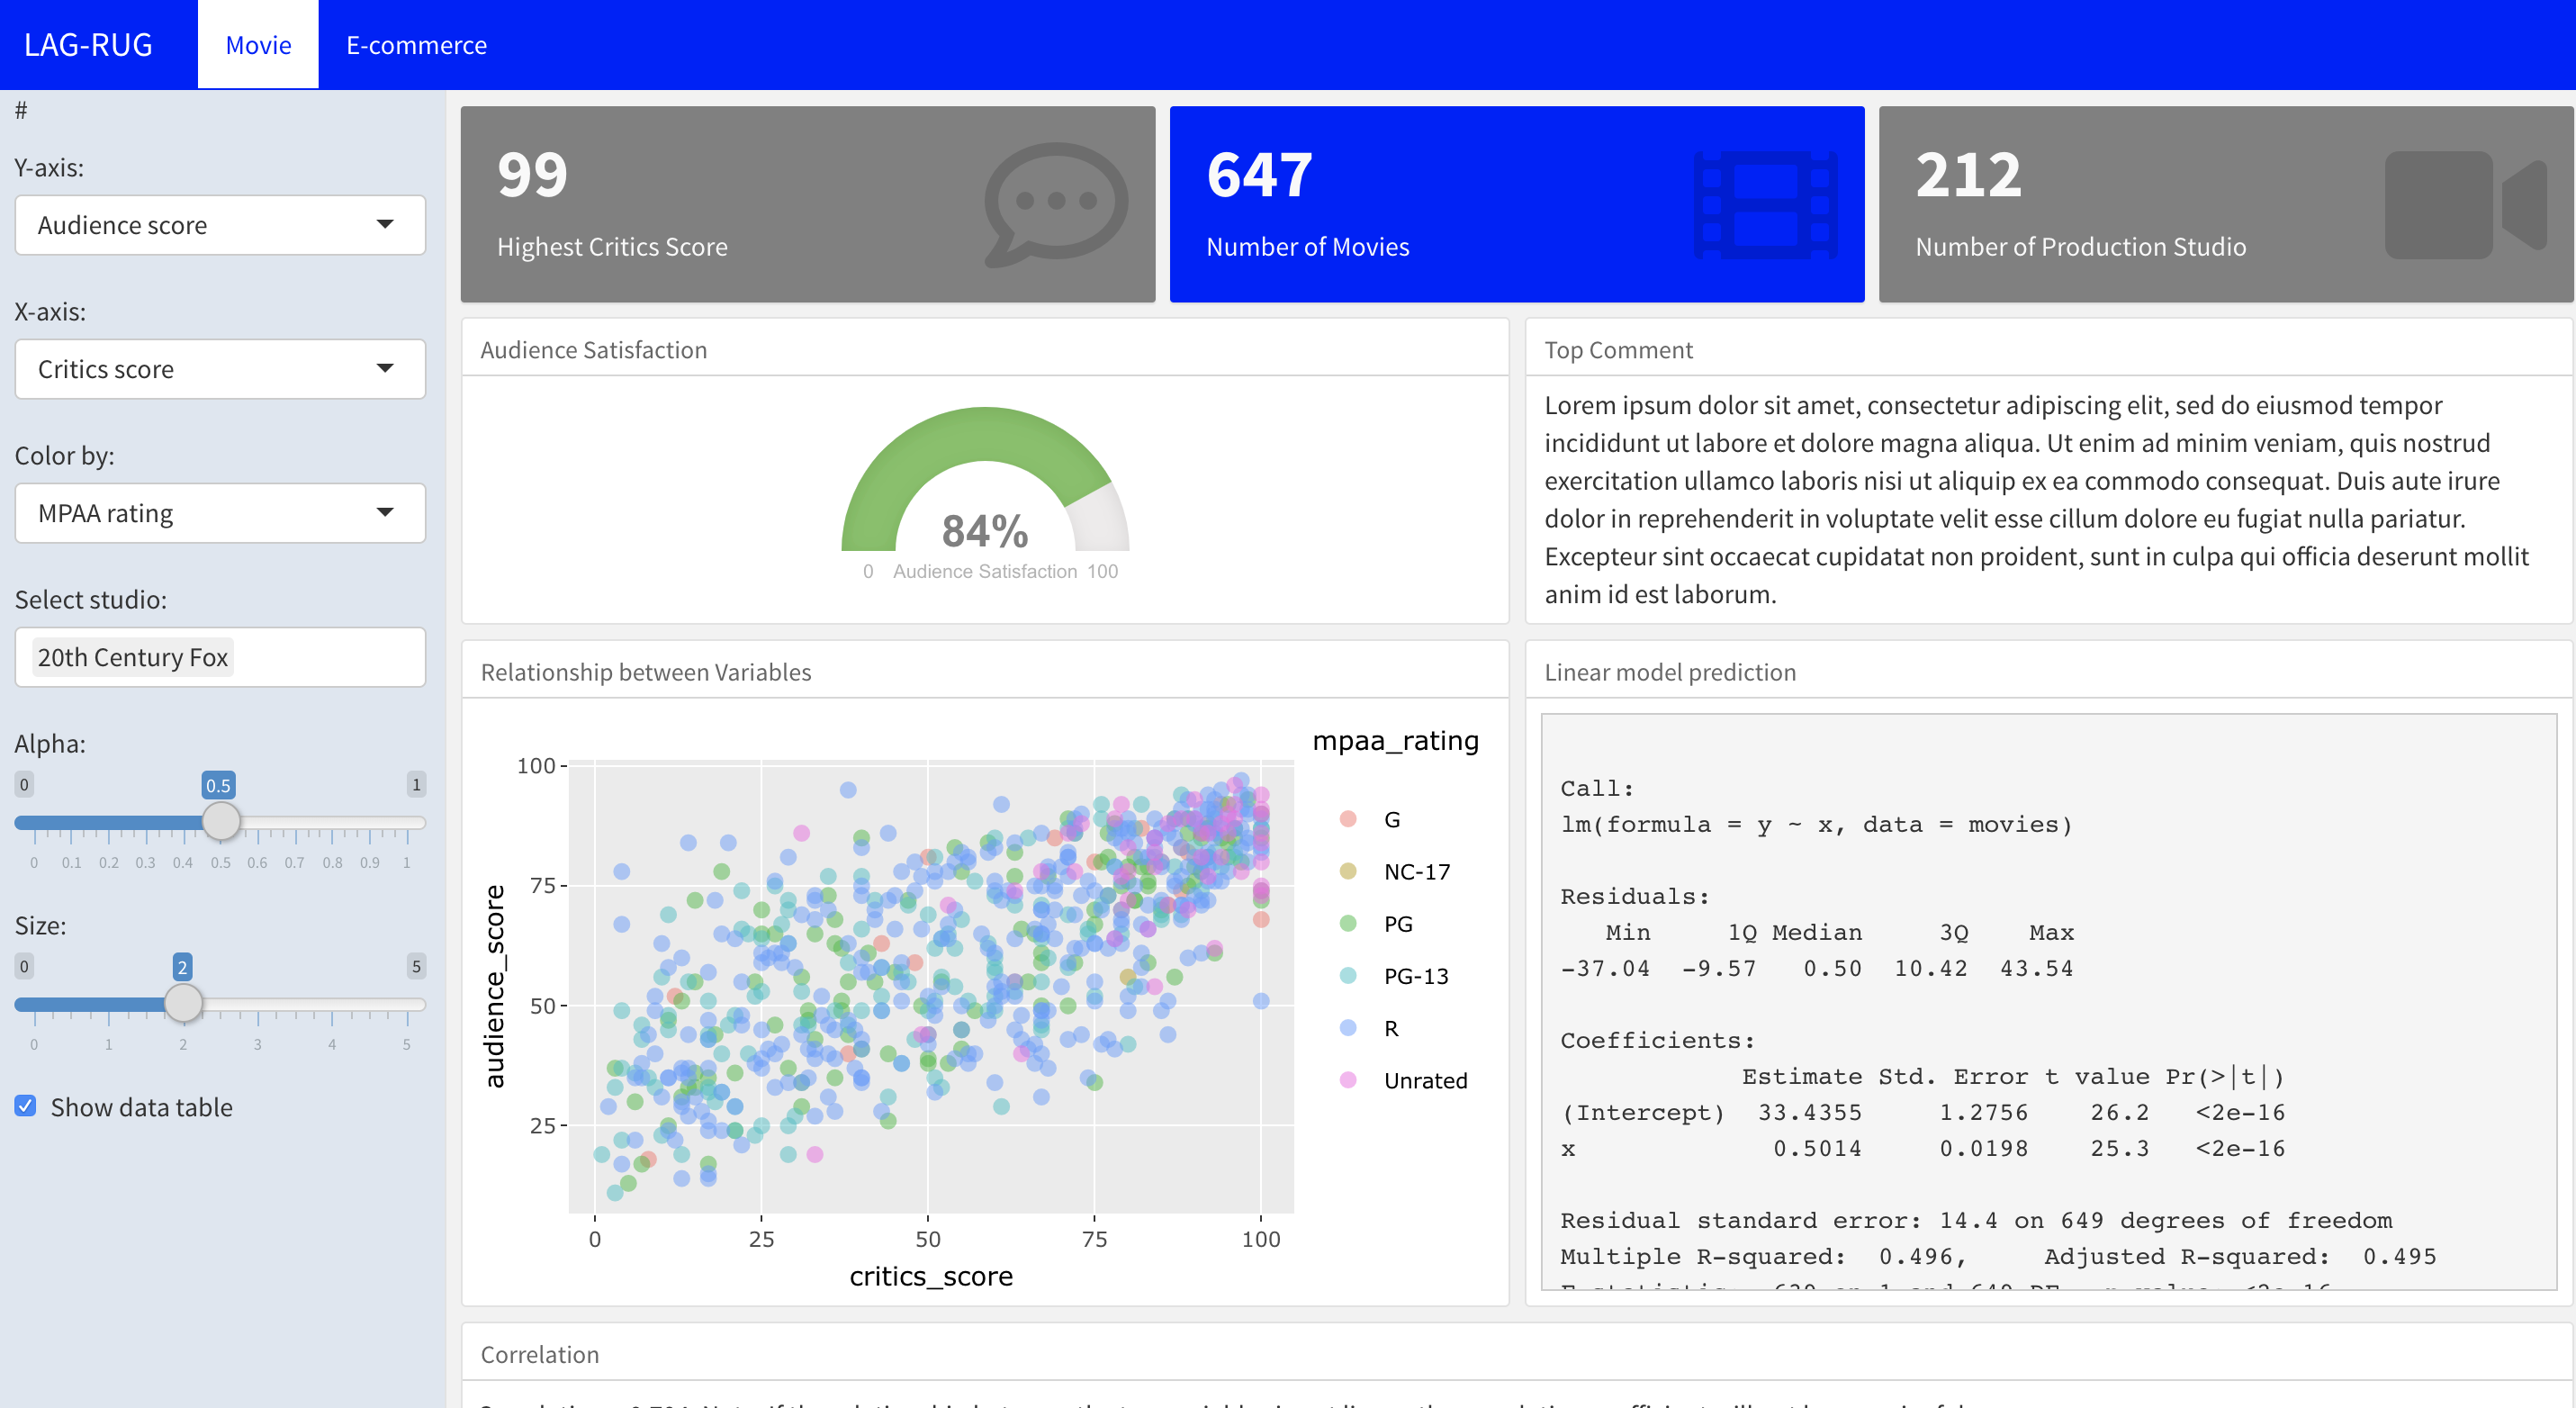 LAG-RUG Movie E-commerce
#
Y-axis:
Audience score
X-axis:
Critics score
Color by:
MPAA rating
Select studio:
20th Century Fox
Alpha:
0 0.5 1
0 0.1 0.2 0.3 0.4 0.5 0.6 0.7 0.8 0.9 1
Size:
0 2 5
0 1 2 3 4 5
Show data table
99
Highest Critics Score
647
Number of Movies
212
Number of Production Studio
Audience Satisfaction
84%
0 Audience Satisfaction 100
Top Comment
Lorem ipsum dolor sit amet, consectetur adipiscing elit, sed do eiusmod tempor
incididunt ut labore et dolore magna aliqua. Ut enim ad minim veniam, quis nostrud
exercitation ullamco laboris nisi ut aliquip ex ea commodo consequat. Duis aute irure
dolor in reprehenderit in voluptate velit esse cillum dolore eu fugiat nulla pariatur.
Excepteur sint occaecat cupidatat non proident, sunt in culpa qui officia deserunt mollit
anim id est laborum.
Relationship between Variables
audience_score
100
75
50
25
0 25 50 75 100
critics_score
mpaa_rating
G
NC-17
PG
PG-13
R
Unrated
Linear model prediction
Call:
lm(formula = y ~ x, data = movies)
Residuals:
Min 1Q Median 3Q Max
-37.04 -9.57 0.50 10.42 43.54
Coefficients:
Estimate Std. Error t value Pr(>|t|)
(Intercept) 33.4355 1.2756 26.2 <2e-16
x 0.5014 0.0198 25.3 <2e-16
Residual standard error: 14.4 on 649 degrees of freedom
Multiple R-squared: 0.496, Adjusted R-squared: 0.495
Correlation